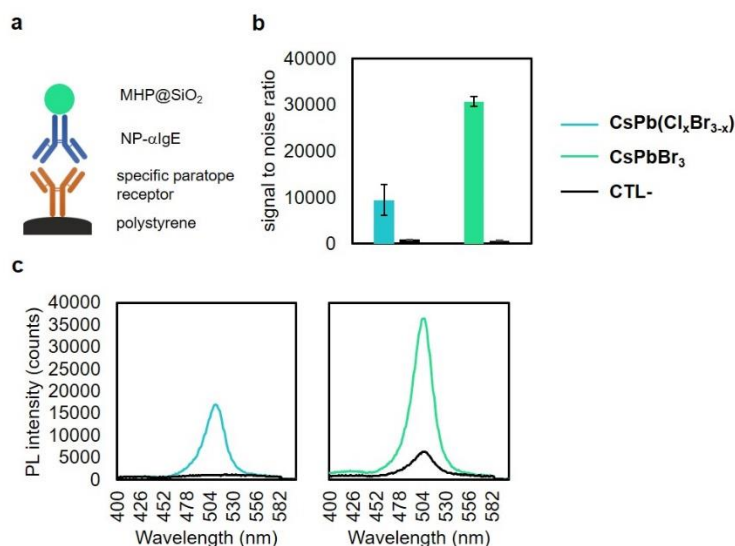 a
MHP@SiO₂
NP-αIgE
specific paratope
receptor
polystyrene
b
signal to noise ratio
40000
30000
20000
10000
0
CsPb(ClₓBr₃₋ₓ)
CsPbBr₃
CTL-
c
PL intensity (counts)
40000
35000
30000
25000
20000
15000
10000
5000
0
400 426 452 478 504 530 556 582
Wavelength (nm)
400 426 452 478 504 530 556 582
Wavelength (nm)